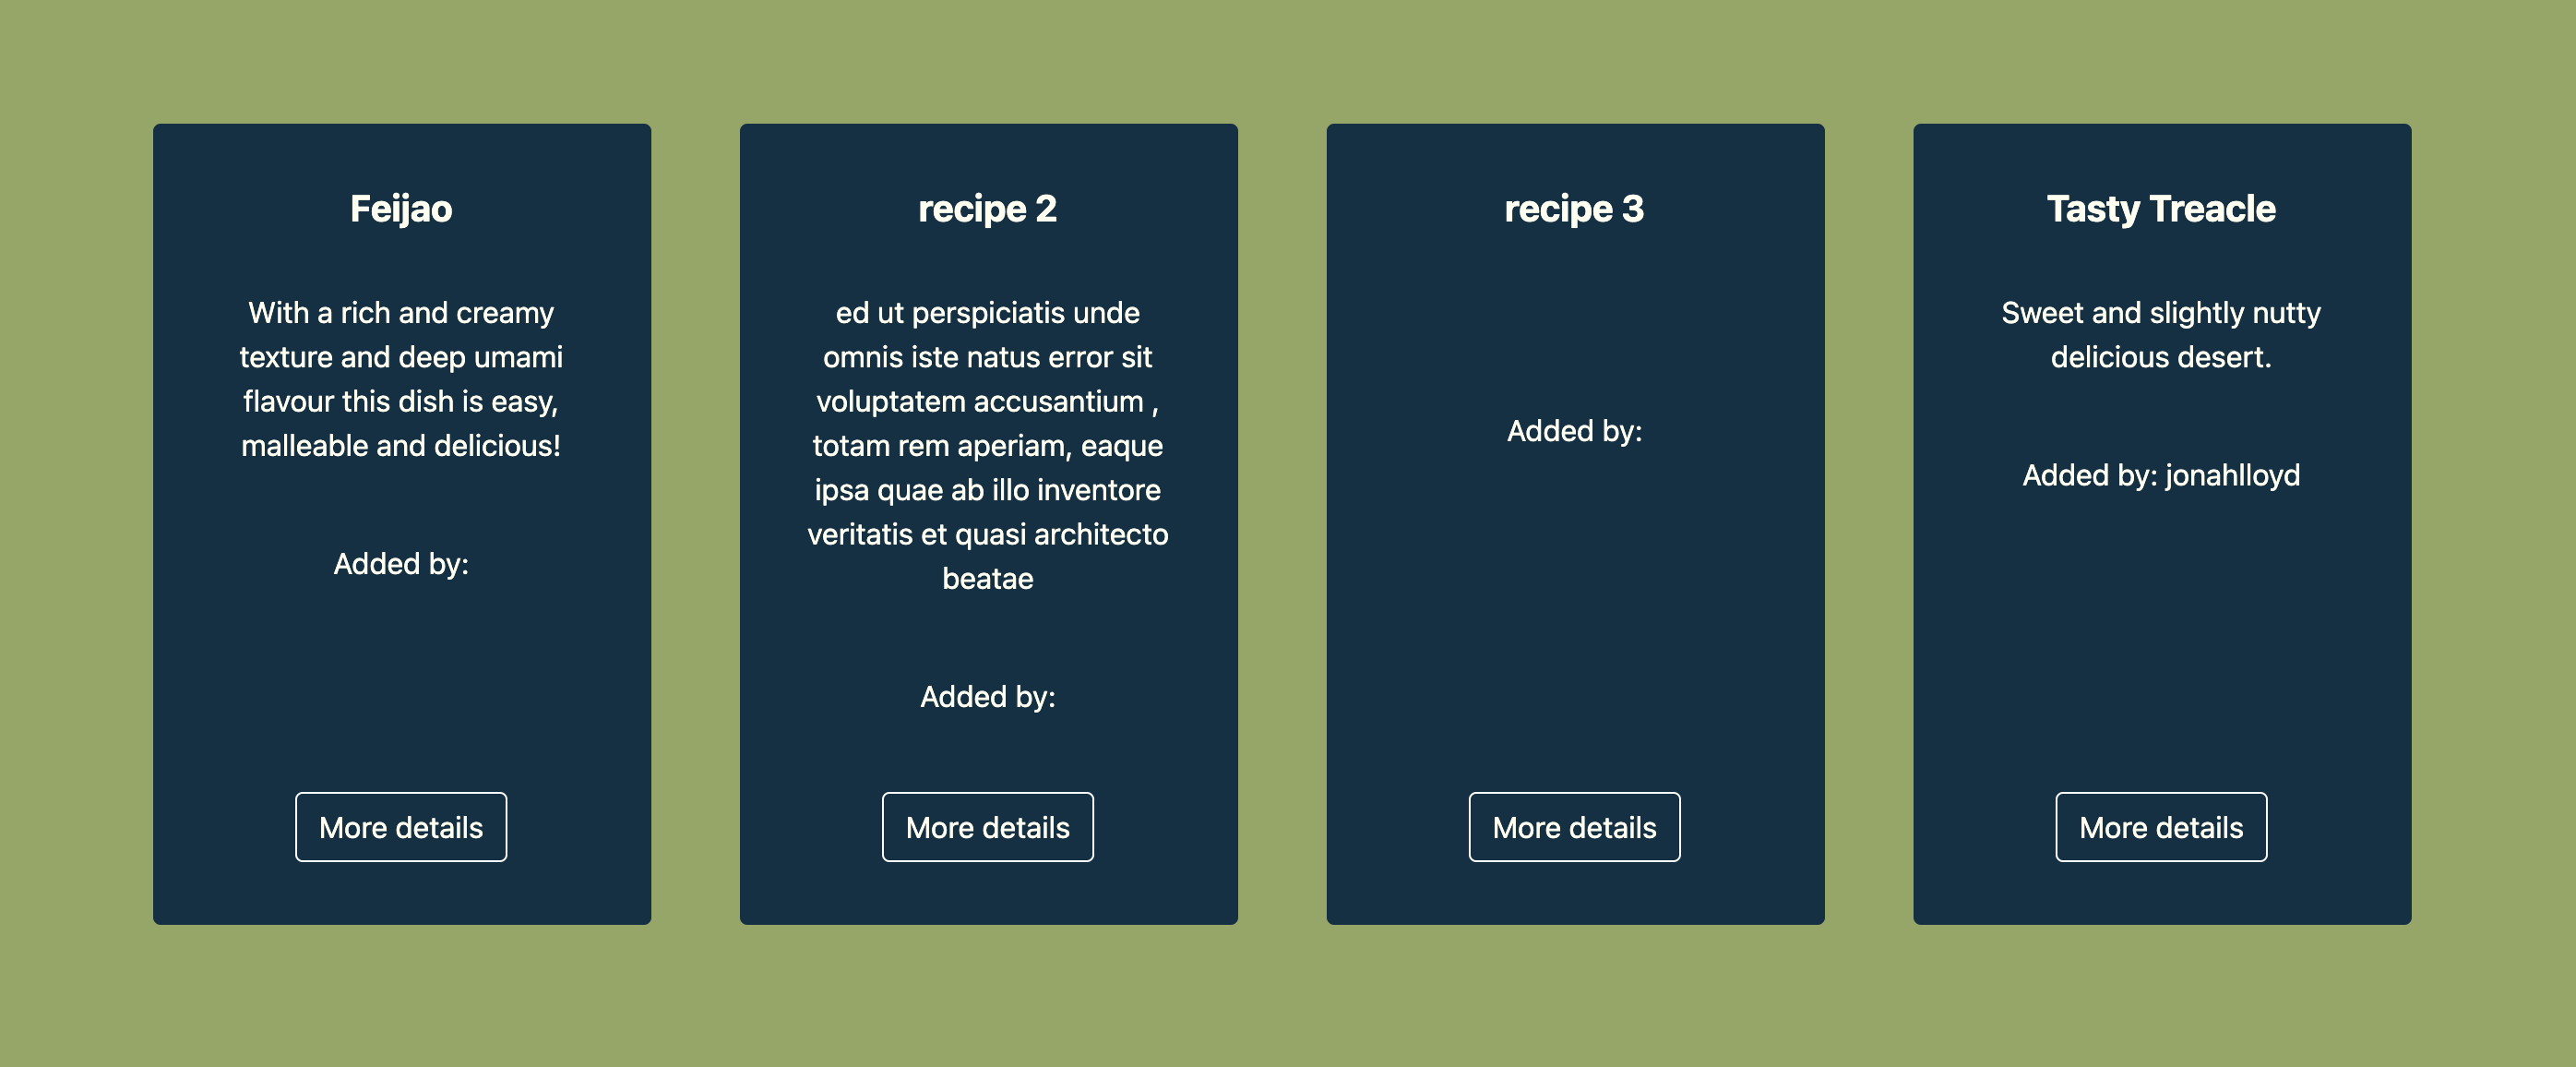 Feijao
With a rich and creamy
texture and deep umami
flavour this dish is easy,
malleable and delicious!
Added by:
More details
recipe 2
ed ut perspiciatis unde
omnis iste natus error sit
voluptatem accusantium ,
totam rem aperiam, eaque
ipsa quae ab illo inventore
veritatis et quasi architecto
beatae
Added by:
More details
recipe 3
Added by:
More details
Tasty Treacle
Sweet and slightly nutty
delicious desert.
Added by: jonahlloyd
More details